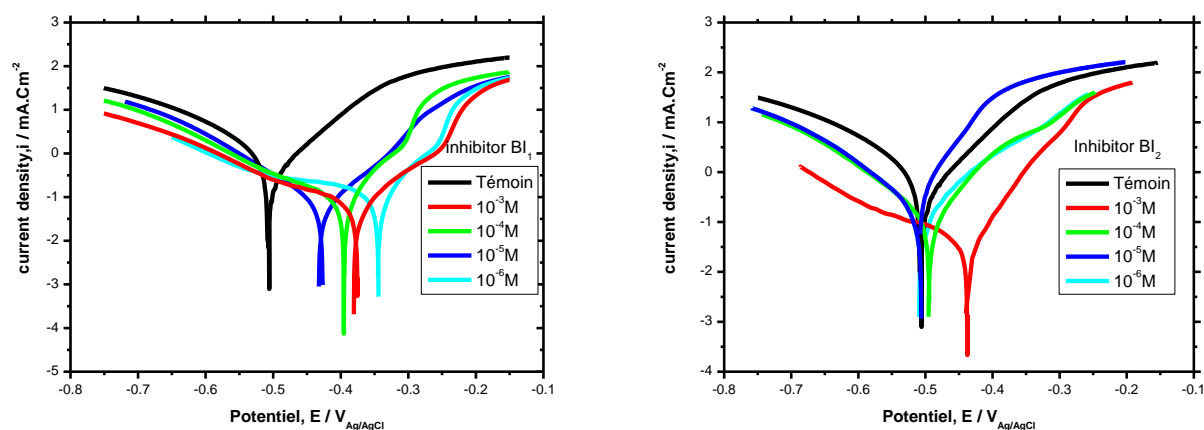 current density,i / mA.Cm⁻²
3
2
1
0
-1
-2
-3
-4
-5
-0.8 -0.7 -0.6 -0.5 -0.4 -0.3 -0.2 -0.1
Potentiel, E / V_Ag/AgCl
Inhibitor BI₁
Témoin
10⁻³M
10⁻⁴M
10⁻⁵M
10⁻⁶M
current density,i / mA.Cm⁻²
3
2
1
0
-1
-2
-3
-4
-0.8 -0.7 -0.6 -0.5 -0.4 -0.3 -0.2 -0.1
Potentiel, E / V_Ag/AgCl
Inhibitor BI₂
Témoin
10⁻³M
10⁻⁴M
10⁻⁵M
10⁻⁶M